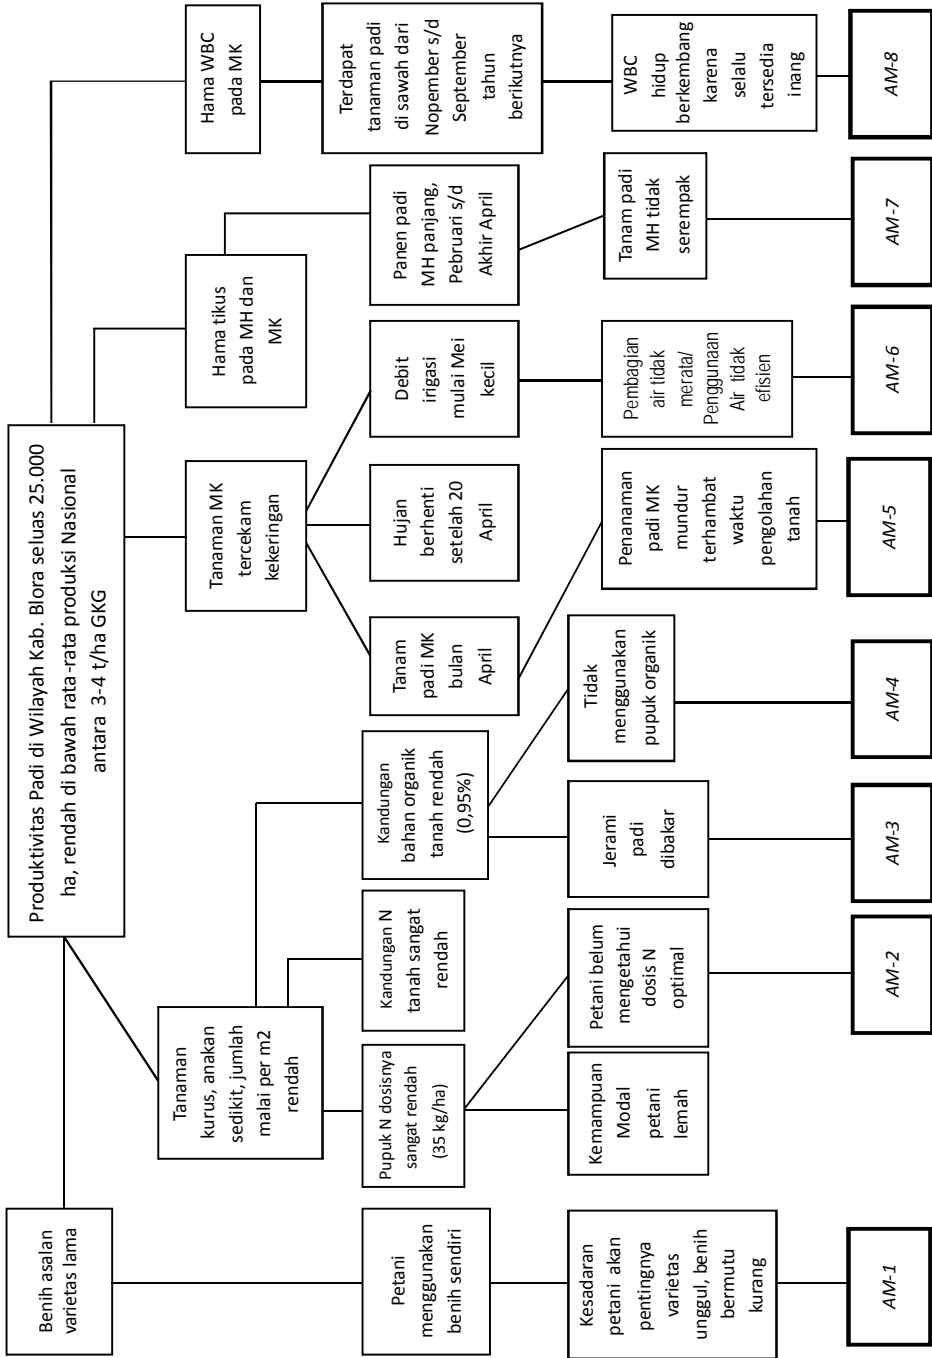 Produktivitas Padi di Wilayah Kab. Blora seluas 25.000
ha, rendah di bawah rata-rata produksi Nasional
antara 3-4 t/ha GKG
Benih asalan
varietas lama
Tanaman
kurus, anakan
sedikit, jumlah
malai per m2
rendah
Tanaman MK
tercekam
kekeringan
Hama tikus
pada MH dan
MK
Hama WBC
pada MK
Petani
menggunakan
benih sendiri
Pupuk N dosisnya
sangat rendah
(35 kg/ha)
Kandungan N
tanah sangat
rendah
Kandungan
bahan organik
tanah rendah
(0,95%)
Tanam
padi MK
bulan
April
Hujan
berhenti
setelah 20
April
Debit
irigasi
mulai Mei
kecil
Panen padi
MH panjang,
Pebruari s/d
Akhir April
Terdapat
tanaman padi
di sawah dari
Nopember s/d
September
tahun
berikutnya
Kesadaran
petani akan
pentingnya
varietas
unggul, benih
bermutu
kurang
Kemampuan
Modal
petani
lemah
Petani belum
mengetahui
dosis N
optimal
Jerami
padi
dibakar
Tidak
menggunakan
pupuk organik
Penanaman
padi MK
mundur
terhambat
waktu
pengolahan
tanah
Pembagian
air tidak
merata/
Penggunaan
Air tidak
efisien
Tanam padi
MH tidak
serempak
WBC
hidup
berkembang
karena
selalu
tersedia
inang
AM-1
AM-2
AM-3
AM-4
AM-5
AM-6
AM-7
AM-8